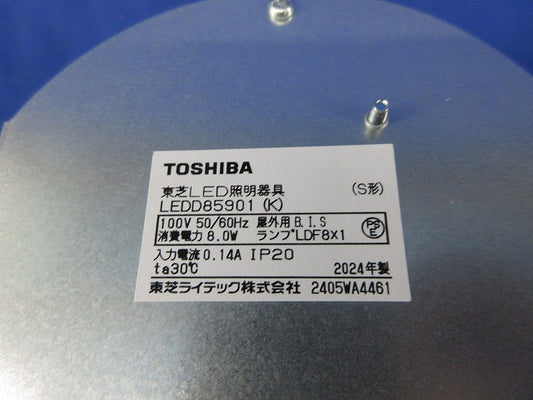 TOSHIBA
東芝LED照明器具 (S形)
LEDD85901(K)
100V 50/60Hz 屋外用 B.I.S
消費電力 8.0W ランプ LDF8X1
PSE
入力電流 0.14A IP20
ta30℃ 2024年製
東芝ライテック株式会社 2405WA4461